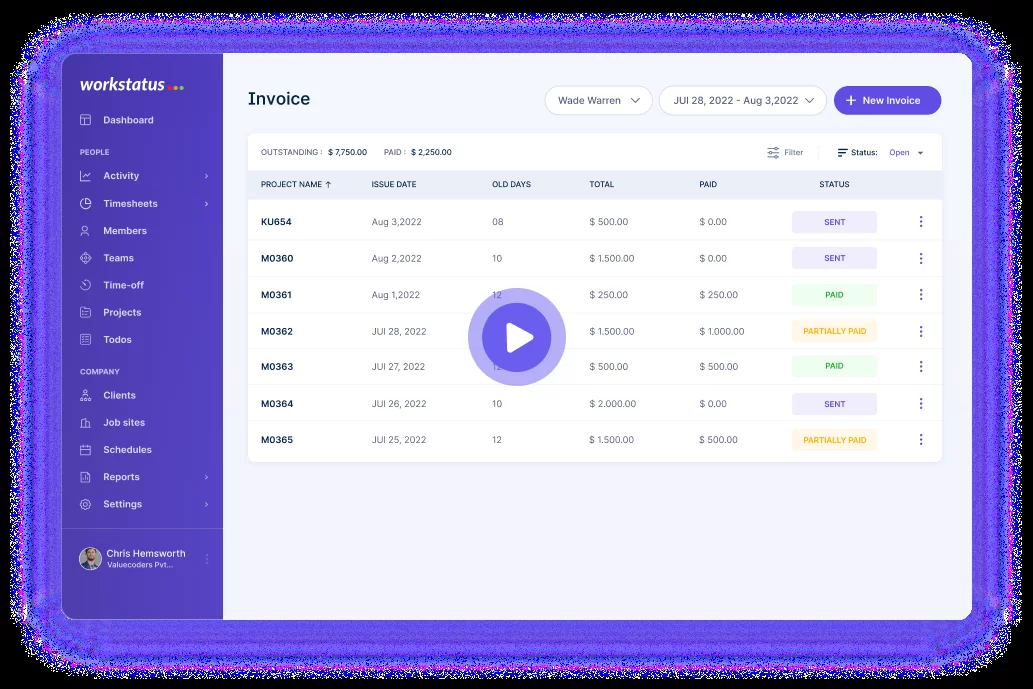 workstatus
Dashboard
PEOPLE
Activity
Timesheets
Members
Teams
Time-off
Projects
Todos
COMPANY
Clients
Job sites
Schedules
Reports
Settings
Chris Hemsworth
Valuecoders Pvt...
Invoice
Wade Warren
JUI 28, 2022 - Aug 3,2022
+ New Invoice
OUTSTANDING : $ 7,750.00 PAID : $ 2,250.00 Filter Status: Open
PROJECT NAME ↑ ISSUE DATE OLD DAYS TOTAL PAID STATUS
KU654 Aug 3,2022 08 $ 500.00 $ 0.00 SENT
M0360 Aug 2,2022 10 $ 1.500.00 $ 0.00 SENT
M0361 Aug 1,2022 12 $ 250.00 $ 250.00 PAID
M0362 JUI 28, 2022 $ 1.500.00 $ 1.000.00 PARTIALLY PAID
M0363 JUI 27, 2022 $ 500.00 $ 500.00 PAID
M0364 JUI 26, 2022 10 $ 2.000.00 $ 0.00 SENT
M0365 JUI 25, 2022 12 $ 1.500.00 $ 500.00 PARTIALLY PAID